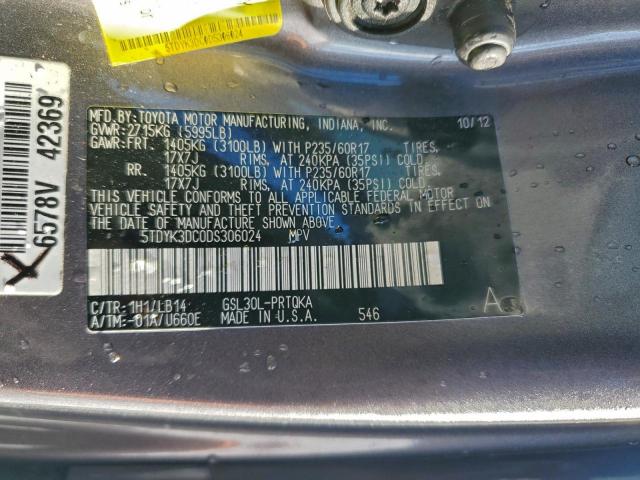 5TDYK3DC0DS306024
6578V 42369
MFD.BY:TOYOTA MOTOR MANUFACTURING, INDIANA, INC. 10/12
GVWR:2715KG (5995LB)
GAWR:FRT. 1405KG (3100LB) WITH P235/60R17 TIRES,
17X7J RIMS, AT 240KPA (35PSI) COLD
RR. 1405KG (3100LB) WITH P235/60R17 TIRES,
17X7J RIMS, AT 240KPA (35PSI) COLD
THIS VEHICLE CONFORMS TO ALL APPLICABLE FEDERAL MOTOR
VEHICLE SAFETY AND THEFT PREVENTION STANDARDS IN EFFECT ON
THE DATE OF MANUFACTURE SHOWN ABOVE.
5TDYK3DC0DS306024 MPV
C/TR:1H1/LB14 GSL30L-PRTQKA A
A/TM:-01A/U660E MADE IN U.S.A. 546